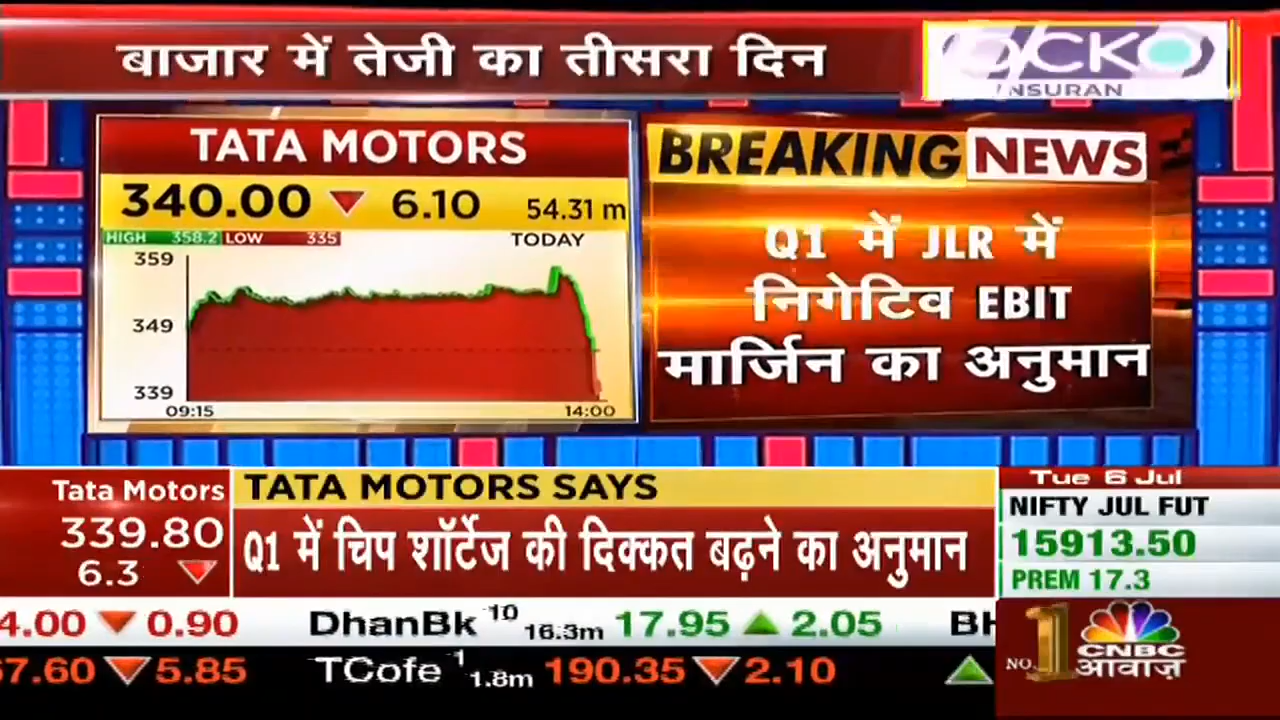 बाजार में तेजी का तीसरा दिन
INSURAN
TATA MOTORS
340.00 ▼ 6.10 54.31 m
HIGH 358.2 LOW 335 TODAY
359
349
339
09:15 14:00
BREAKING NEWS
Q1 में JLR में
निगेटिव EBIT
मार्जिन का अनुमान
Tata Motors
339.80
6.3 ▼
TATA MOTORS SAYS
Q1 में चिप शॉर्टेज की दिक्कत बढ़ने का अनुमान
Tue 6 Jul
NIFTY JUL FUT
15913.50
PREM 17.3
4.00 ▼ 0.90 DhanBk 10 16.3m 17.95 ▲ 2.05 BH
67.60 ▼ 5.85 TCofe 1 1.8m 190.35 ▼ 2.10 ▲
NO. 1 CNBC
आवाज़